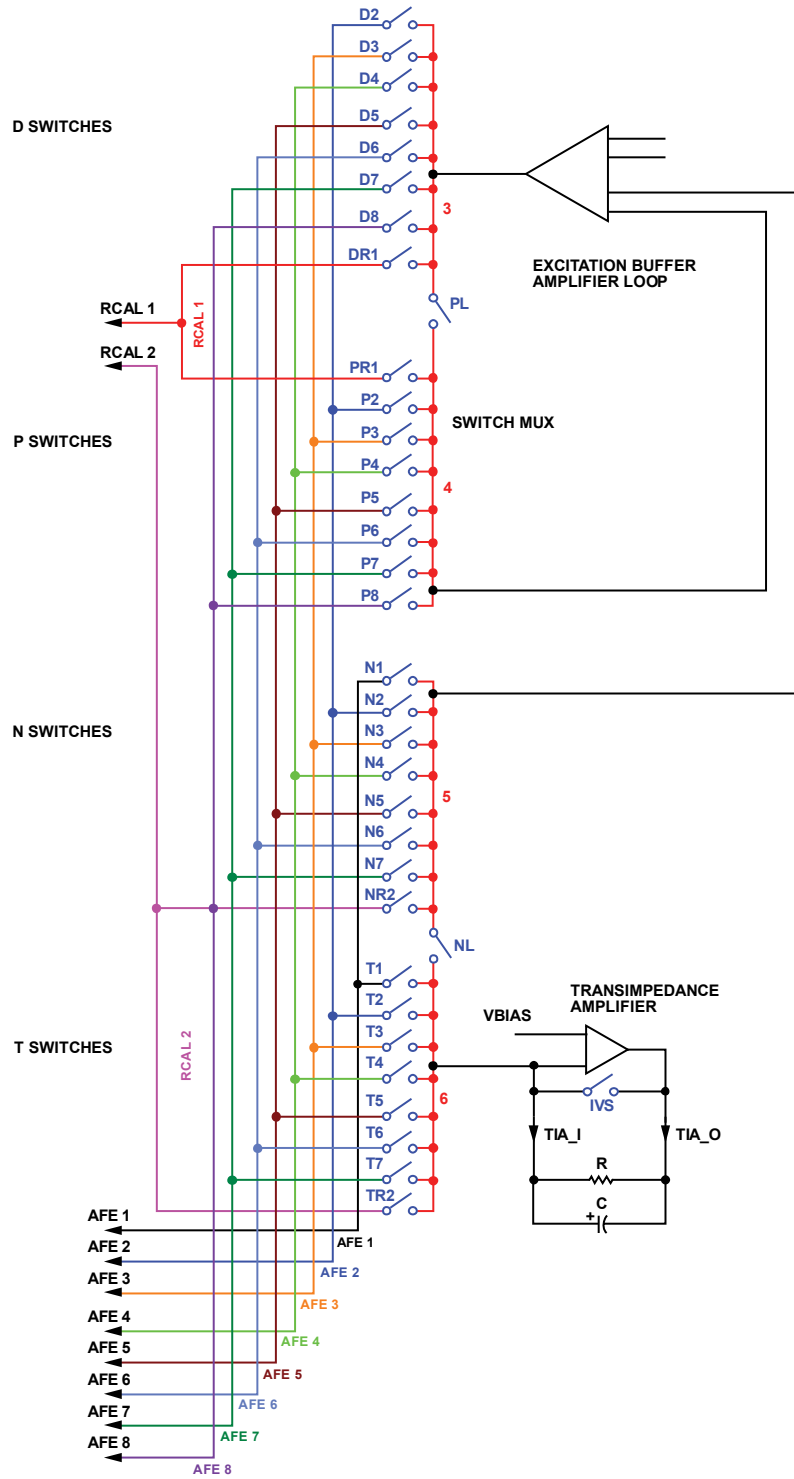 D2
D3
D4
D SWITCHES
D5
D6
D7
3
D8
EXCITATION BUFFER
AMPLIFIER LOOP
DR1
RCAL 1
RCAL 1
PL
RCAL 2
PR1
P2
SWITCH MUX
P SWITCHES
P3
P4
4
P5
P6
P7
P8
N1
N2
N SWITCHES
N3
N4
5
N5
N6
N7
NR2
NL
T1
TRANSIMPEDANCE
AMPLIFIER
T2
VBIAS
T SWITCHES
RCAL 2
T3
T4
6
IVS
T5
T6
TIA_I
TIA_O
T7
R
TR2
+
C
AFE 1
AFE 1
AFE 2
AFE 2
AFE 3
AFE 3
AFE 4
AFE 4
AFE 5
AFE 5
AFE 6
AFE 6
AFE 7
AFE 7
AFE 8
AFE 8